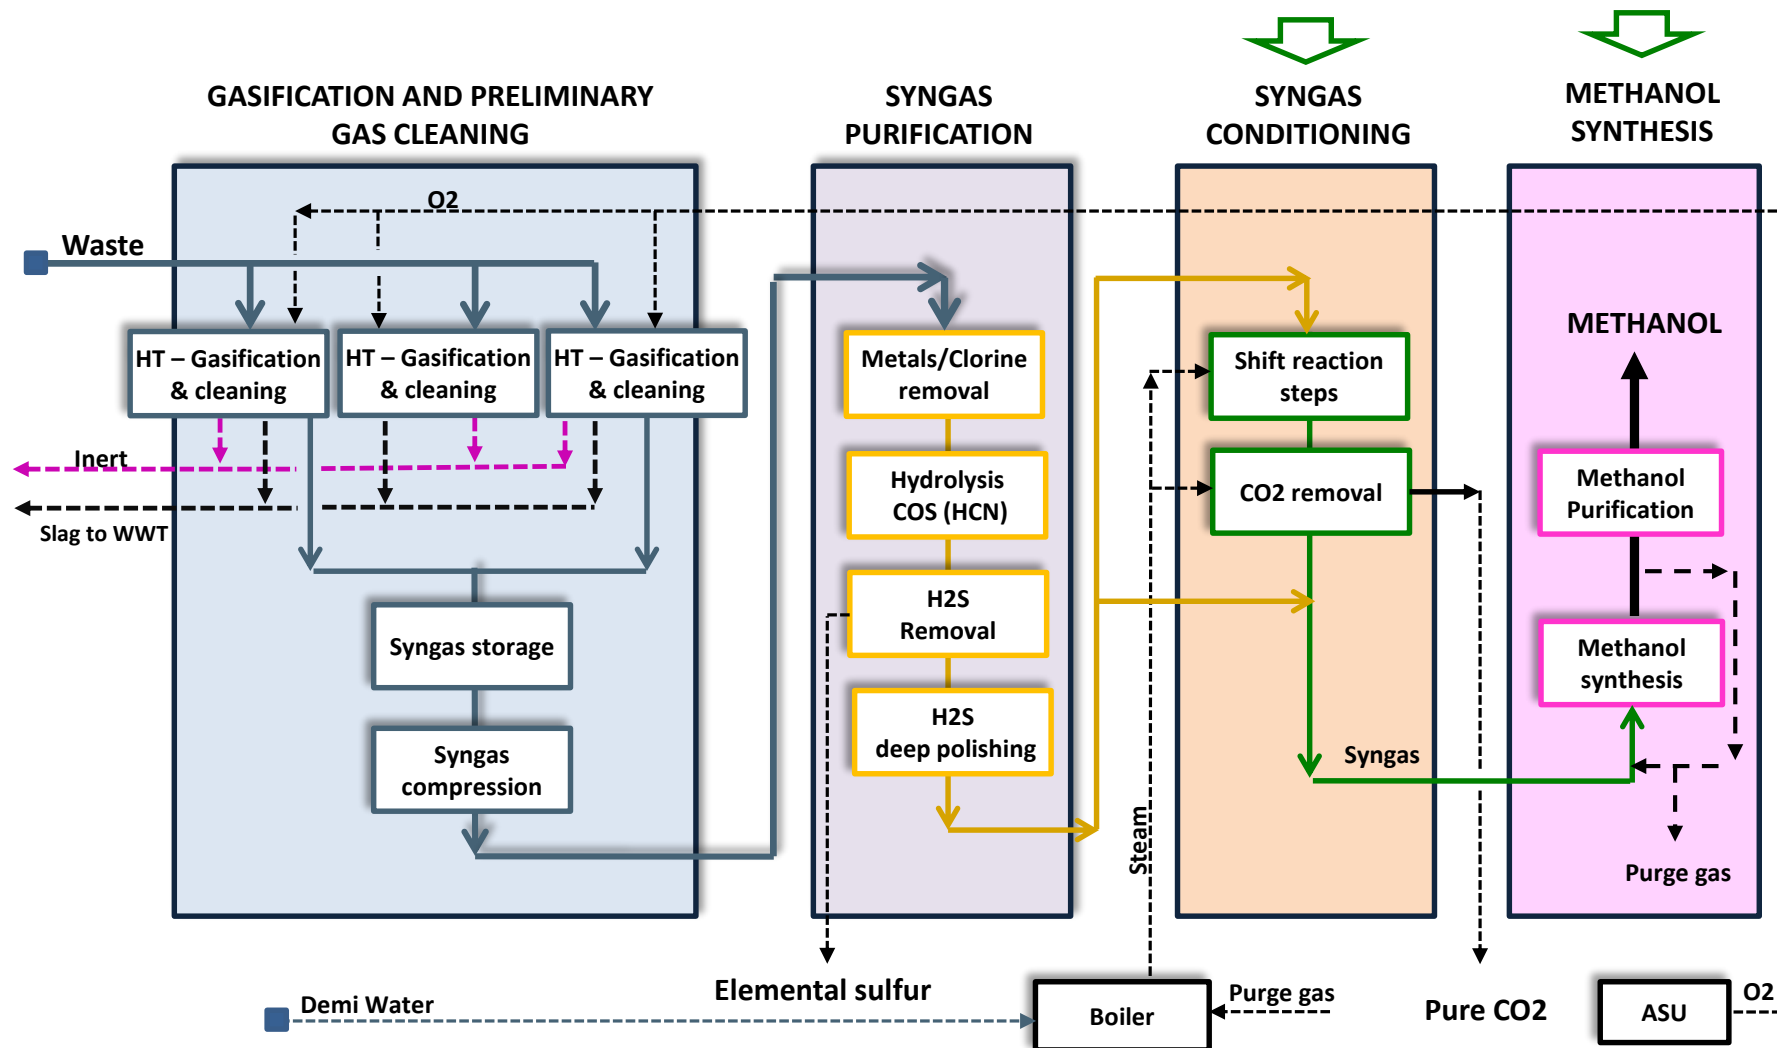 GASIFICATION AND PRELIMINARY
GAS CLEANING
SYNGAS
PURIFICATION
SYNGAS
CONDITIONING
METHANOL
SYNTHESIS
O2
Waste
HT – Gasification
& cleaning
HT – Gasification
& cleaning
HT – Gasification
& cleaning
Inert
Slag to WWT
Syngas storage
Syngas
compression
Metals/Clorine
removal
Hydrolysis
COS (HCN)
H2S
Removal
H2S
deep polishing
Shift reaction
steps
CO2 removal
Syngas
Steam
METHANOL
Methanol
Purification
Methanol
synthesis
Purge gas
Elemental sulfur
Demi Water
Boiler
Purge gas
Pure CO2
ASU
O2